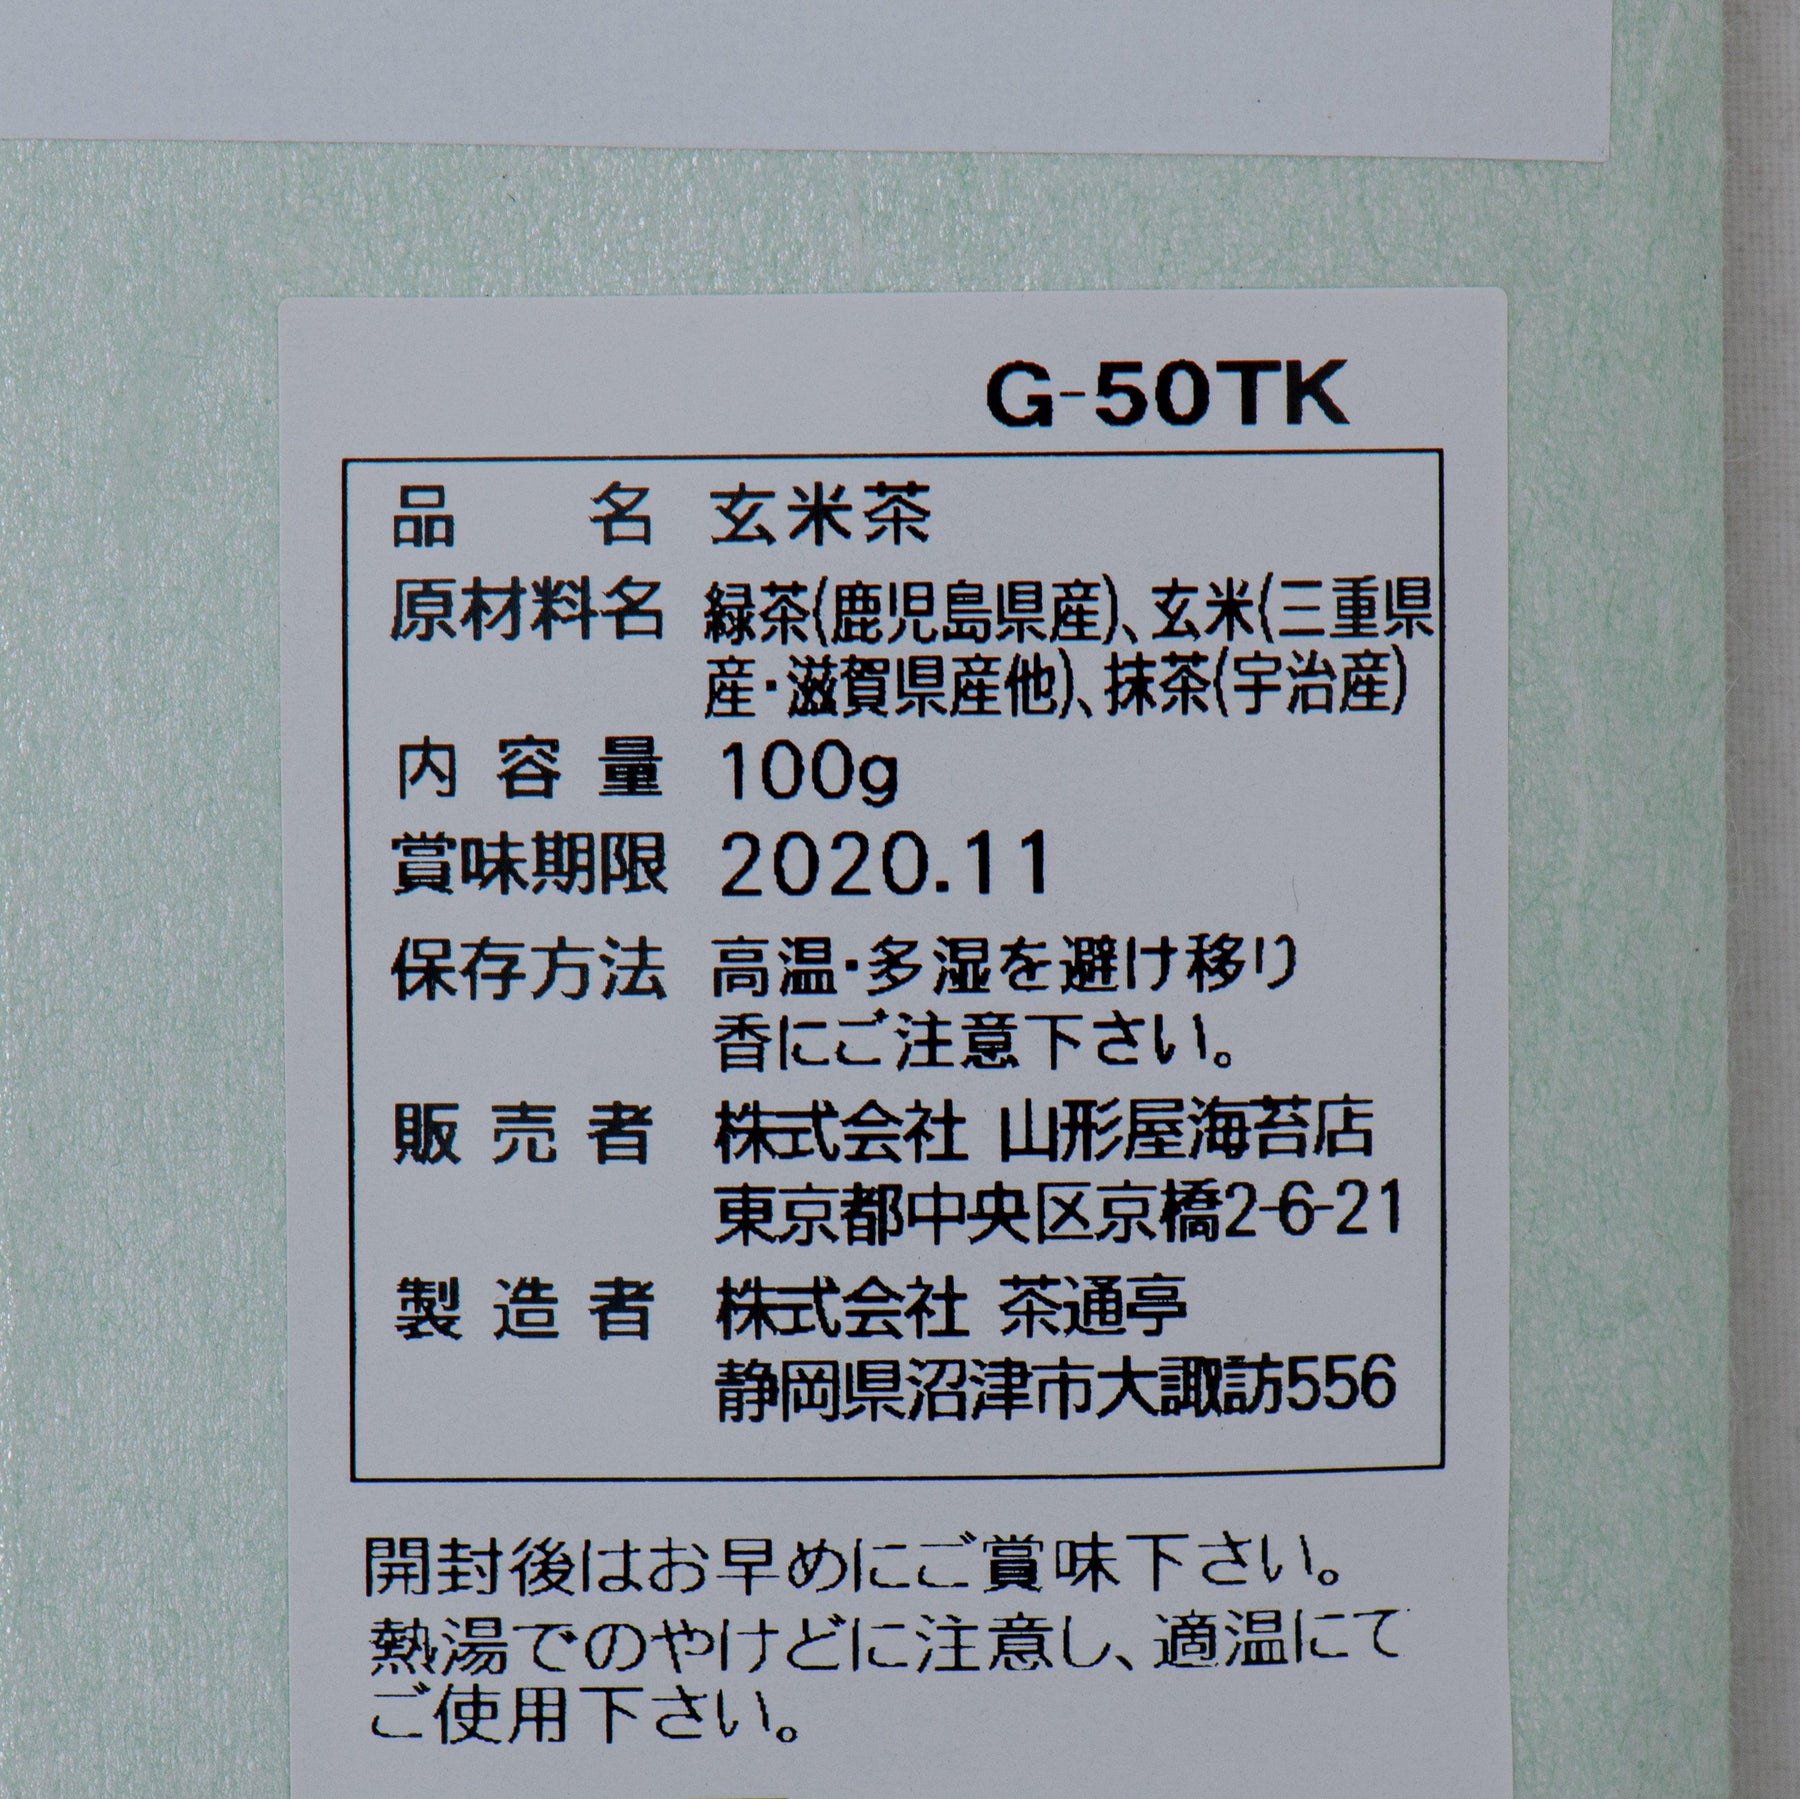 G-50TK
品名 玄米茶
原材料名 緑茶(鹿児島県産)、玄米(三重県
産・滋賀県産他)、抹茶(宇治産)
内容量 100g
賞味期限 2020.11
保存方法 高温・多湿を避け移り
香にご注意下さい。
販売者 株式会社 山形屋海苔店
東京都中央区京橋2-6-21
製造者 株式会社 茶通亭
静岡県沼津市大諏訪556
開封後はお早めにご賞味下さい。
熱湯でのやけどに注意し、適温にて
ご使用下さい。